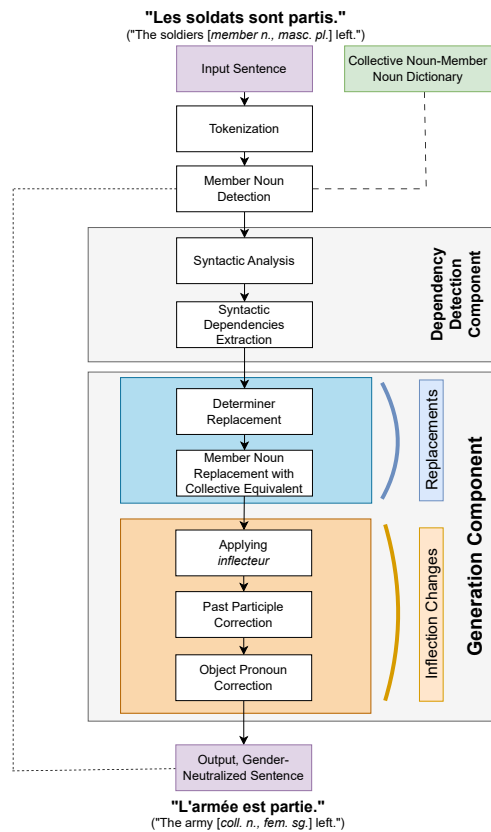 "Les soldats sont partis."
("The soldiers [member n., masc. pl.] left.")
Input Sentence
Collective Noun-Member
Noun Dictionary
Tokenization
Member Noun
Detection
Syntactic Analysis
Syntactic
Dependencies
Extraction
Dependency
Detection
Component
Determiner
Replacement
Member Noun
Replacement with
Collective Equivalent
Replacements
Applying
inflecteur
Past Participle
Correction
Object Pronoun
Correction
Inflection Changes
Generation Component
Output, Gender-
Neutralized Sentence
"L'armée est partie."
("The army [coll. n., fem. sg.] left.")